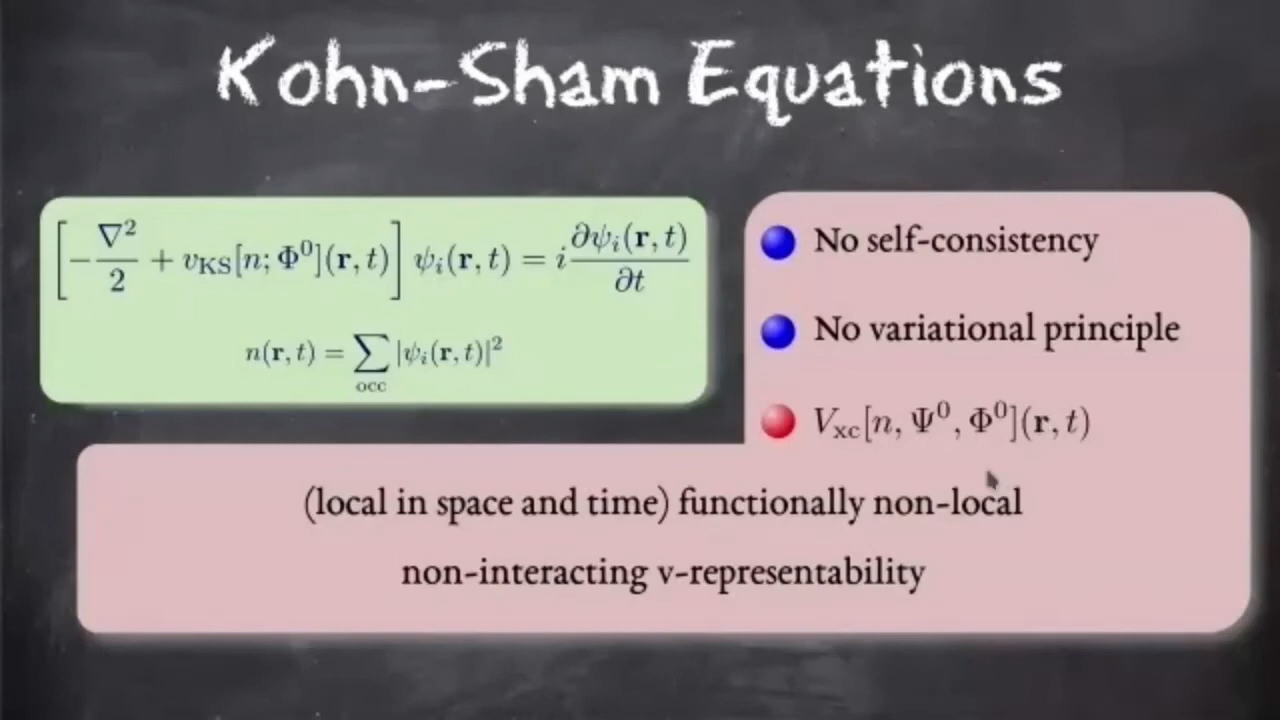 Kohn-Sham Equations
[-∇²/2 + v_KS[n; Φ⁰](r, t)] ψ_i(r, t) = i ∂ψ_i(r, t)/∂t
n(r, t) = ∑_occ |ψ_i(r, t)|²
No self-consistency
No variational principle
V_xc[n, Ψ⁰, Φ⁰](r, t)
(local in space and time) functionally non-local
non-interacting v-representability